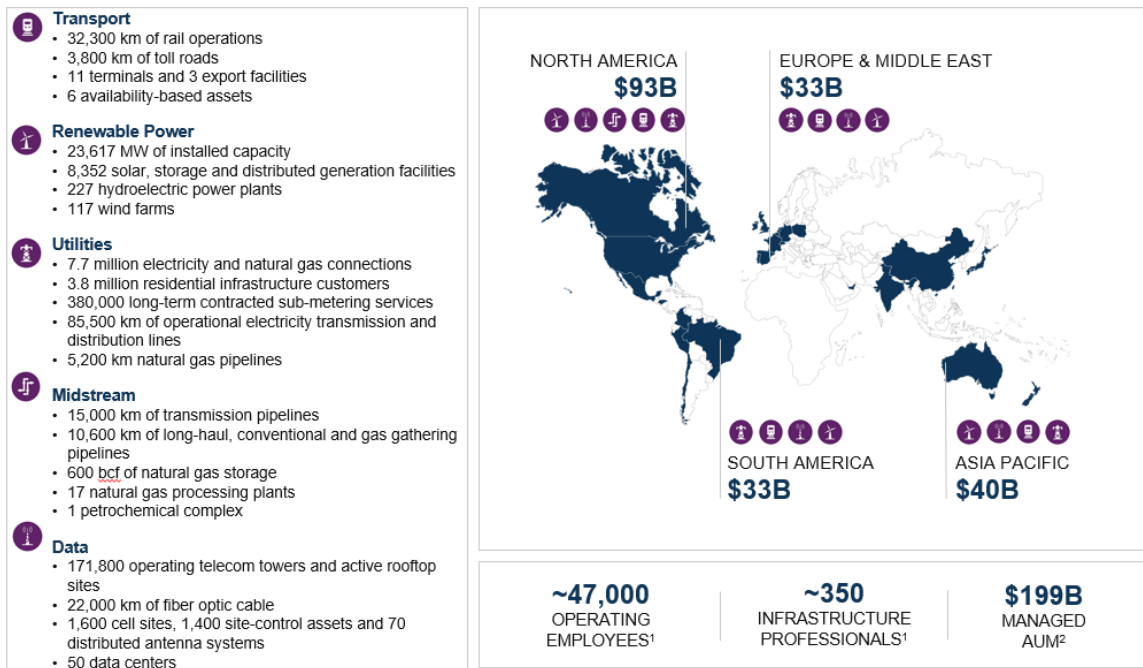 Transport
• 32,300 km of rail operations
• 3,800 km of toll roads
• 11 terminals and 3 export facilities
• 6 availability-based assets
Renewable Power
• 23,617 MW of installed capacity
• 8,352 solar, storage and distributed generation facilities
• 227 hydroelectric power plants
• 117 wind farms
Utilities
• 7.7 million electricity and natural gas connections
• 3.8 million residential infrastructure customers
• 380,000 long-term contracted sub-metering services
• 85,500 km of operational electricity transmission and
distribution lines
• 5,200 km natural gas pipelines
Midstream
• 15,000 km of transmission pipelines
• 10,600 km of long-haul, conventional and gas gathering
pipelines
• 600 bcf of natural gas storage
• 17 natural gas processing plants
• 1 petrochemical complex
Data
• 171,800 operating telecom towers and active rooftop
sites
• 22,000 km of fiber optic cable
• 1,600 cell sites, 1,400 site-control assets and 70
distributed antenna systems
• 50 data centers
NORTH AMERICA
$93B
EUROPE & MIDDLE EAST
$33B
SOUTH AMERICA
$33B
ASIA PACIFIC
$40B
~47,000
OPERATING
EMPLOYEES¹
~350
INFRASTRUCTURE
PROFESSIONALS¹
$199B
MANAGED
AUM²